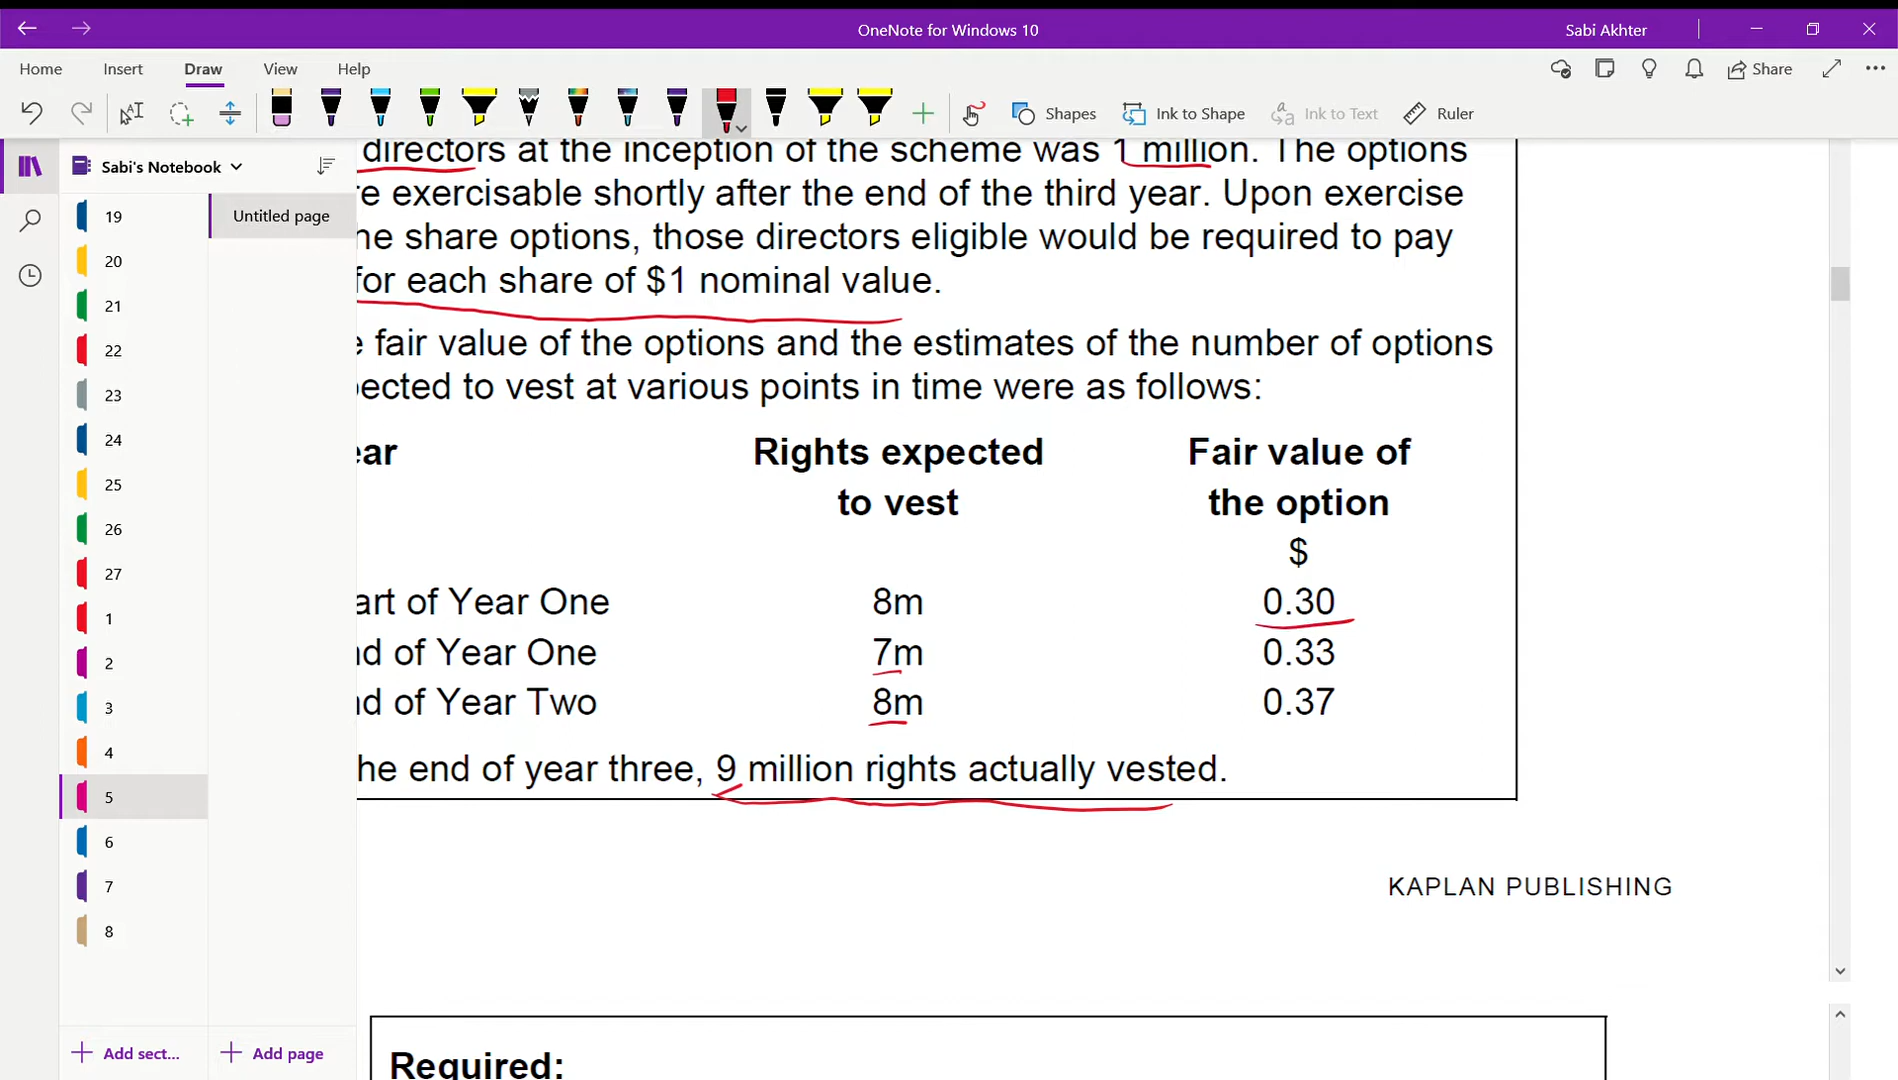 OneNote for Windows 10
Sabi Akhter
Home Insert Draw View Help
Share
Shapes Ink to Shape Ink to Text Ruler
Sabi's Notebook
Untitled page
19
20
21
22
23
24
25
26
27
1
2
3
4
5
6
7
8
Add sect...
Add page
directors at the inception of the scheme was 1 million. The options
re exercisable shortly after the end of the third year. Upon exercise
he share options, those directors eligible would be required to pay
for each share of $1 nominal value.
e fair value of the options and the estimates of the number of options
pected to vest at various points in time were as follows:
ear Rights expected Fair value of
to vest the option
$
art of Year One 8m 0.30
nd of Year One 7m 0.33
nd of Year Two 8m 0.37
he end of year three, 9 million rights actually vested.
KAPLAN PUBLISHING
Required: